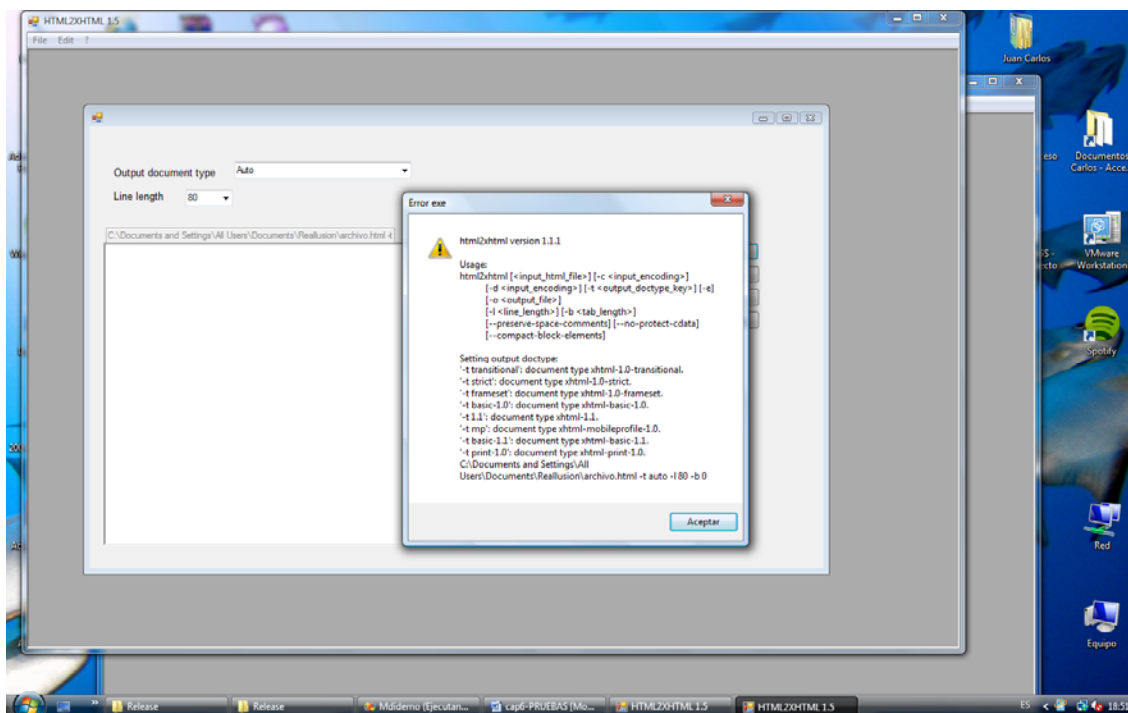 HTML2XHTML 1.5
File Edit ?
Juan Carlos
Output document type Auto
Line length 80
C:\Documents and Settings\All Users\Documents\Reallusion\archivo.html -t
Error exe
html2xhtml version 1.1.1
Usage:
html2xhtml [<input_html_file>] [-c <input_encoding>]
[-d <input_encoding>] [-t <output_doctype_key>] [-e]
[-o <output_file>]
[-l <line_length>] [-b <tab_length>]
[--preserve-space-comments] [--no-protect-cdata]
[--compact-block-elements]
Setting output doctype:
'-t transitional': document type xhtml-1.0-transitional.
'-t strict': document type xhtml-1.0-strict.
'-t frameset': document type xhtml-1.0-frameset.
'-t basic-1.0': document type xhtml-basic-1.0.
'-t 1.1': document type xhtml-1.1.
'-t mp': document type xhtml-mobileprofile-1.0.
'-t basic-1.1': document type xhtml-basic-1.1.
'-t print-1.0': document type xhtml-print-1.0.
C:\Documents and Settings\All
Users\Documents\Reallusion\archivo.html -t auto -l 80 -b 0
Aceptar
Documentos
Carlos - Acce...
VMware
Workstation
Spotify
Red
Equipo
Release
Release
Mdidemo (Ejecutan...
cap6-PRUEBAS [Mo...
HTML2XHTML 1.5
HTML2XHTML 1.5
ES
18:51